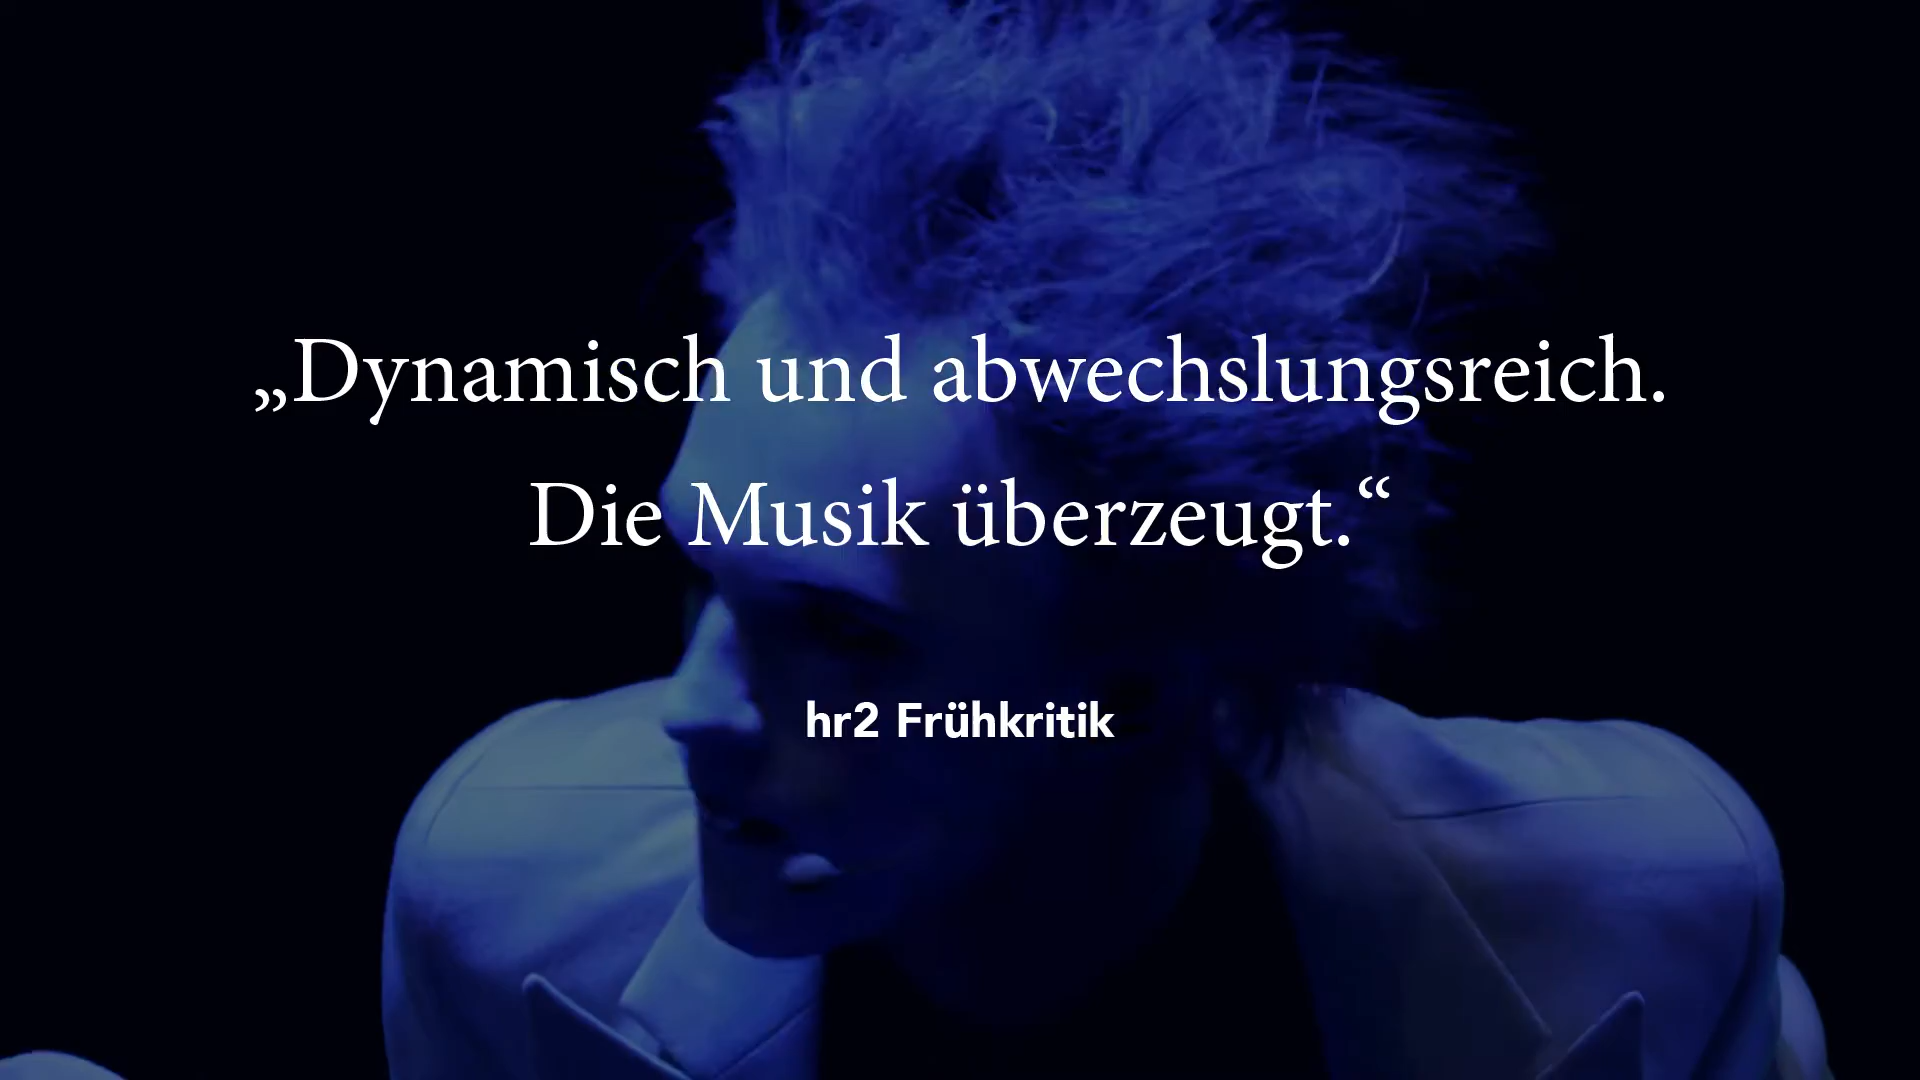 „Dynamisch und abwechslungsreich.
Die Musik überzeugt.“
hr2 Frühkritik